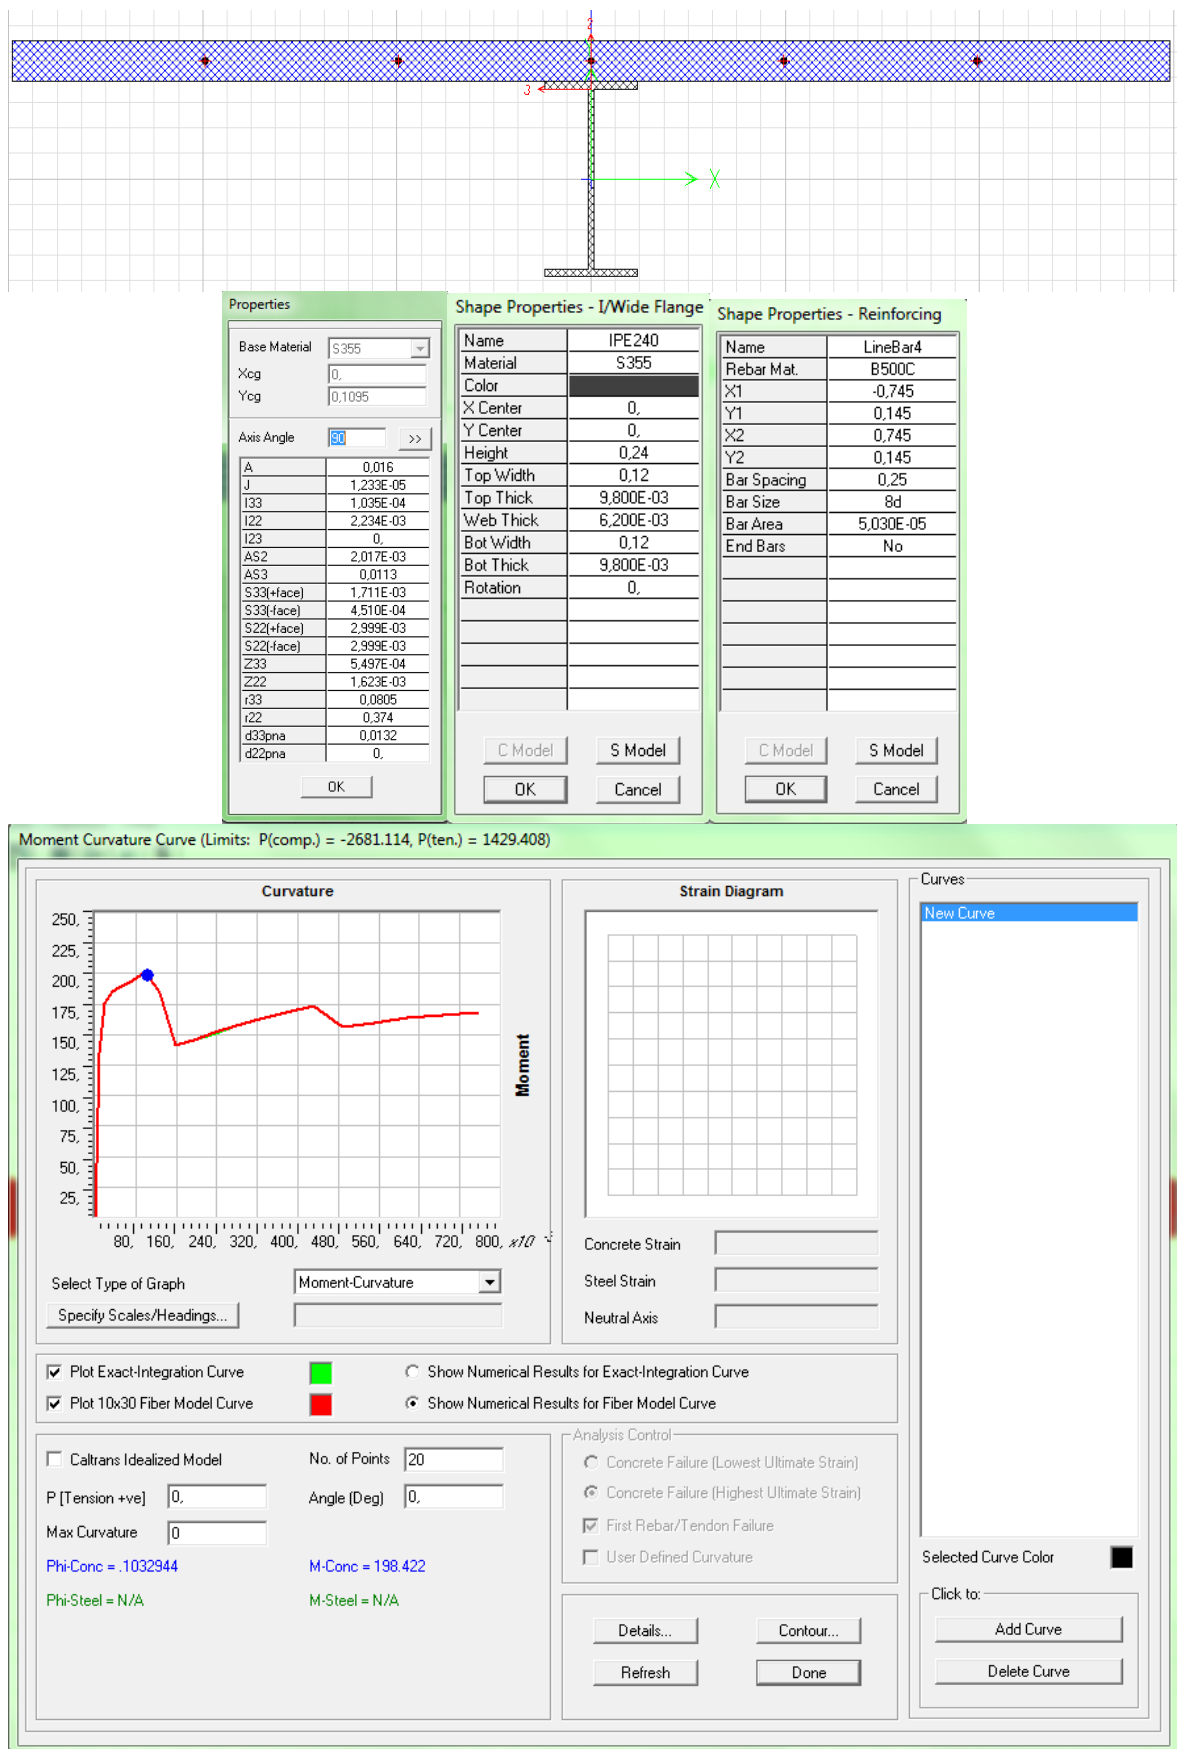 2
3
X
Properties
Base Material S355
Xcg 0,
Ycg 0,1095
Axis Angle 90 >>
A 0,016
J 1,233E-05
I33 1,035E-04
I22 2,234E-03
I23 0,
AS2 2,017E-03
AS3 0,0113
S33(+face) 1,711E-03
S33(-face) 4,510E-04
S22(+face) 2,999E-03
S22(-face) 2,999E-03
Z33 5,497E-04
Z22 1,623E-03
r33 0,0805
r22 0,374
d33pna 0,0132
d22pna 0,
OK
Shape Properties - I/Wide Flange
Name IPE240
Material S355
Color
X Center 0,
Y Center 0,
Height 0,24
Top Width 0,12
Top Thick 9,800E-03
Web Thick 6,200E-03
Bot Width 0,12
Bot Thick 9,800E-03
Rotation 0,
C Model S Model
OK Cancel
Shape Properties - Reinforcing
Name LineBar4
Rebar Mat. B500C
X1 -0,745
Y1 0,145
X2 0,745
Y2 0,145
Bar Spacing 0,25
Bar Size 8d
Bar Area 5,030E-05
End Bars No
C Model S Model
OK Cancel
Moment Curvature Curve (Limits: P(comp.) = -2681.114, P(ten.) = 1429.408)
Curvature
250,
225,
200,
175,
150,
125,
100,
75,
50,
25,
80, 160, 240, 320, 400, 480, 560, 640, 720, 800, x10 -3
Moment
Select Type of Graph Moment-Curvature
Specify Scales/Headings...
Strain Diagram
Concrete Strain
Steel Strain
Neutral Axis
Curves
New Curve
Plot Exact-Integration Curve Show Numerical Results for Exact-Integration Curve
Plot 10x30 Fiber Model Curve Show Numerical Results for Fiber Model Curve
Caltrans Idealized Model No. of Points 20
P [Tension +ve] 0, Angle (Deg) 0,
Max Curvature 0
Phi-Conc = .1032944 M-Conc = 198.422
Phi-Steel = N/A M-Steel = N/A
Analysis Control
Concrete Failure (Lowest Ultimate Strain)
Concrete Failure (Highest Ultimate Strain)
First Rebar/Tendon Failure
User Defined Curvature
Details... Contour...
Refresh Done
Selected Curve Color
Click to:
Add Curve
Delete Curve